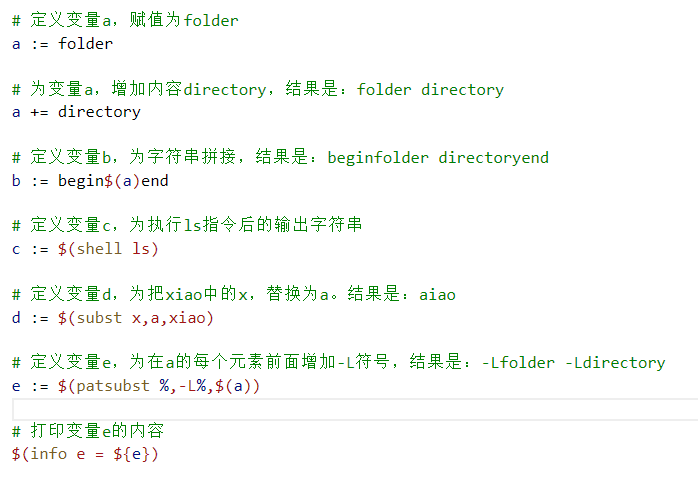 # 定义变量a，赋值为folder
a := folder
# 为变量a，增加内容directory，结果是：folder directory
a += directory
# 定义变量b，为字符串拼接，结果是：beginfolder directoryend
b := begin$(a)end
# 定义变量c，为执行ls指令后的输出字符串
c := $(shell ls)
# 定义变量d，为把xiao中的x，替换为a。结果是：aiao
d := $(subst x,a,xiao)
# 定义变量e，为在a的每个元素前面增加-L符号，结果是：-Lfolder -Ldirectory
e := $(patsubst %,-L%,$(a))
# 打印变量e的内容
$(info e = ${e})